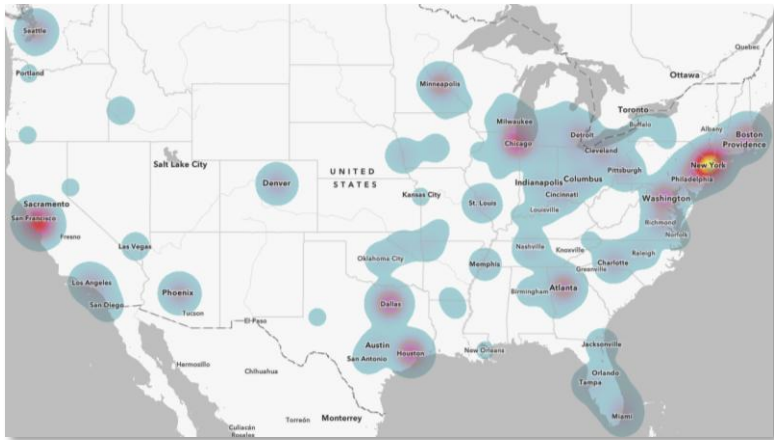 Seattle
Quebec
Portland
Ottawa
Minneapolis
Toronto
Milwaukee
Buffalo
Albany
Detroit
Boston
Providence
Chicago
Cleveland
Salt Lake City
New York
UNITED
STATES
Pittsburgh
Philadelphia
Denver
Indianapolis
Columbus
Kansas City
Cincinnati
Washington
Sacramento
St. Louis
Louisville
San Francisco
Richmond
Fresno
Norfolk
Las Vegas
Nashville
Knoxville
Raleigh
Oklahoma City
Memphis
Charlotte
Greenville
Los Angeles
Phoenix
Birmingham
Atlanta
San Diego
Dallas
Tucson
El Paso
Austin
Jacksonville
San Antonio
Houston
New Orleans
Hermosillo
Chihuahua
Orlando
Tampa
Miami
Torreón
Monterrey
Culiacán
Rosales